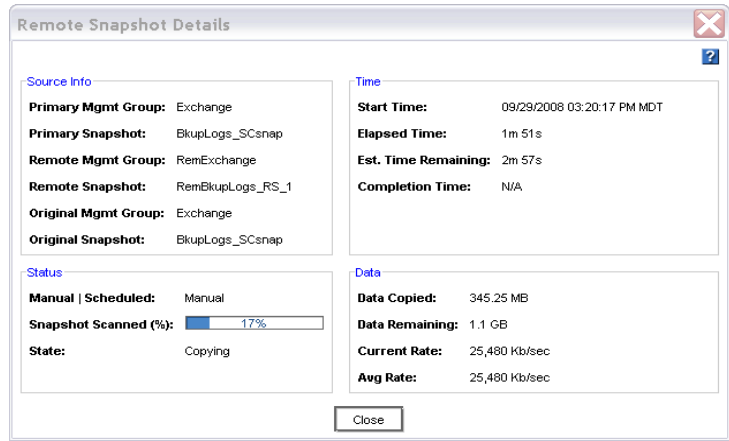 Remote Snapshot Details
?
Source Info
Primary Mgmt Group: Exchange
Primary Snapshot: BkupLogs_SCsnap
Remote Mgmt Group: RemExchange
Remote Snapshot: RemBkupLogs_RS_1
Original Mgmt Group: Exchange
Original Snapshot: BkupLogs_SCsnap
Time
Start Time: 09/29/2008 03:20:17 PM MDT
Elapsed Time: 1m 51s
Est. Time Remaining: 2m 57s
Completion Time: N/A
Status
Manual | Scheduled: Manual
Snapshot Scanned (%): 17%
State: Copying
Data
Data Copied: 345.25 MB
Data Remaining: 1.1 GB
Current Rate: 25,480 Kb/sec
Avg Rate: 25,480 Kb/sec
Close